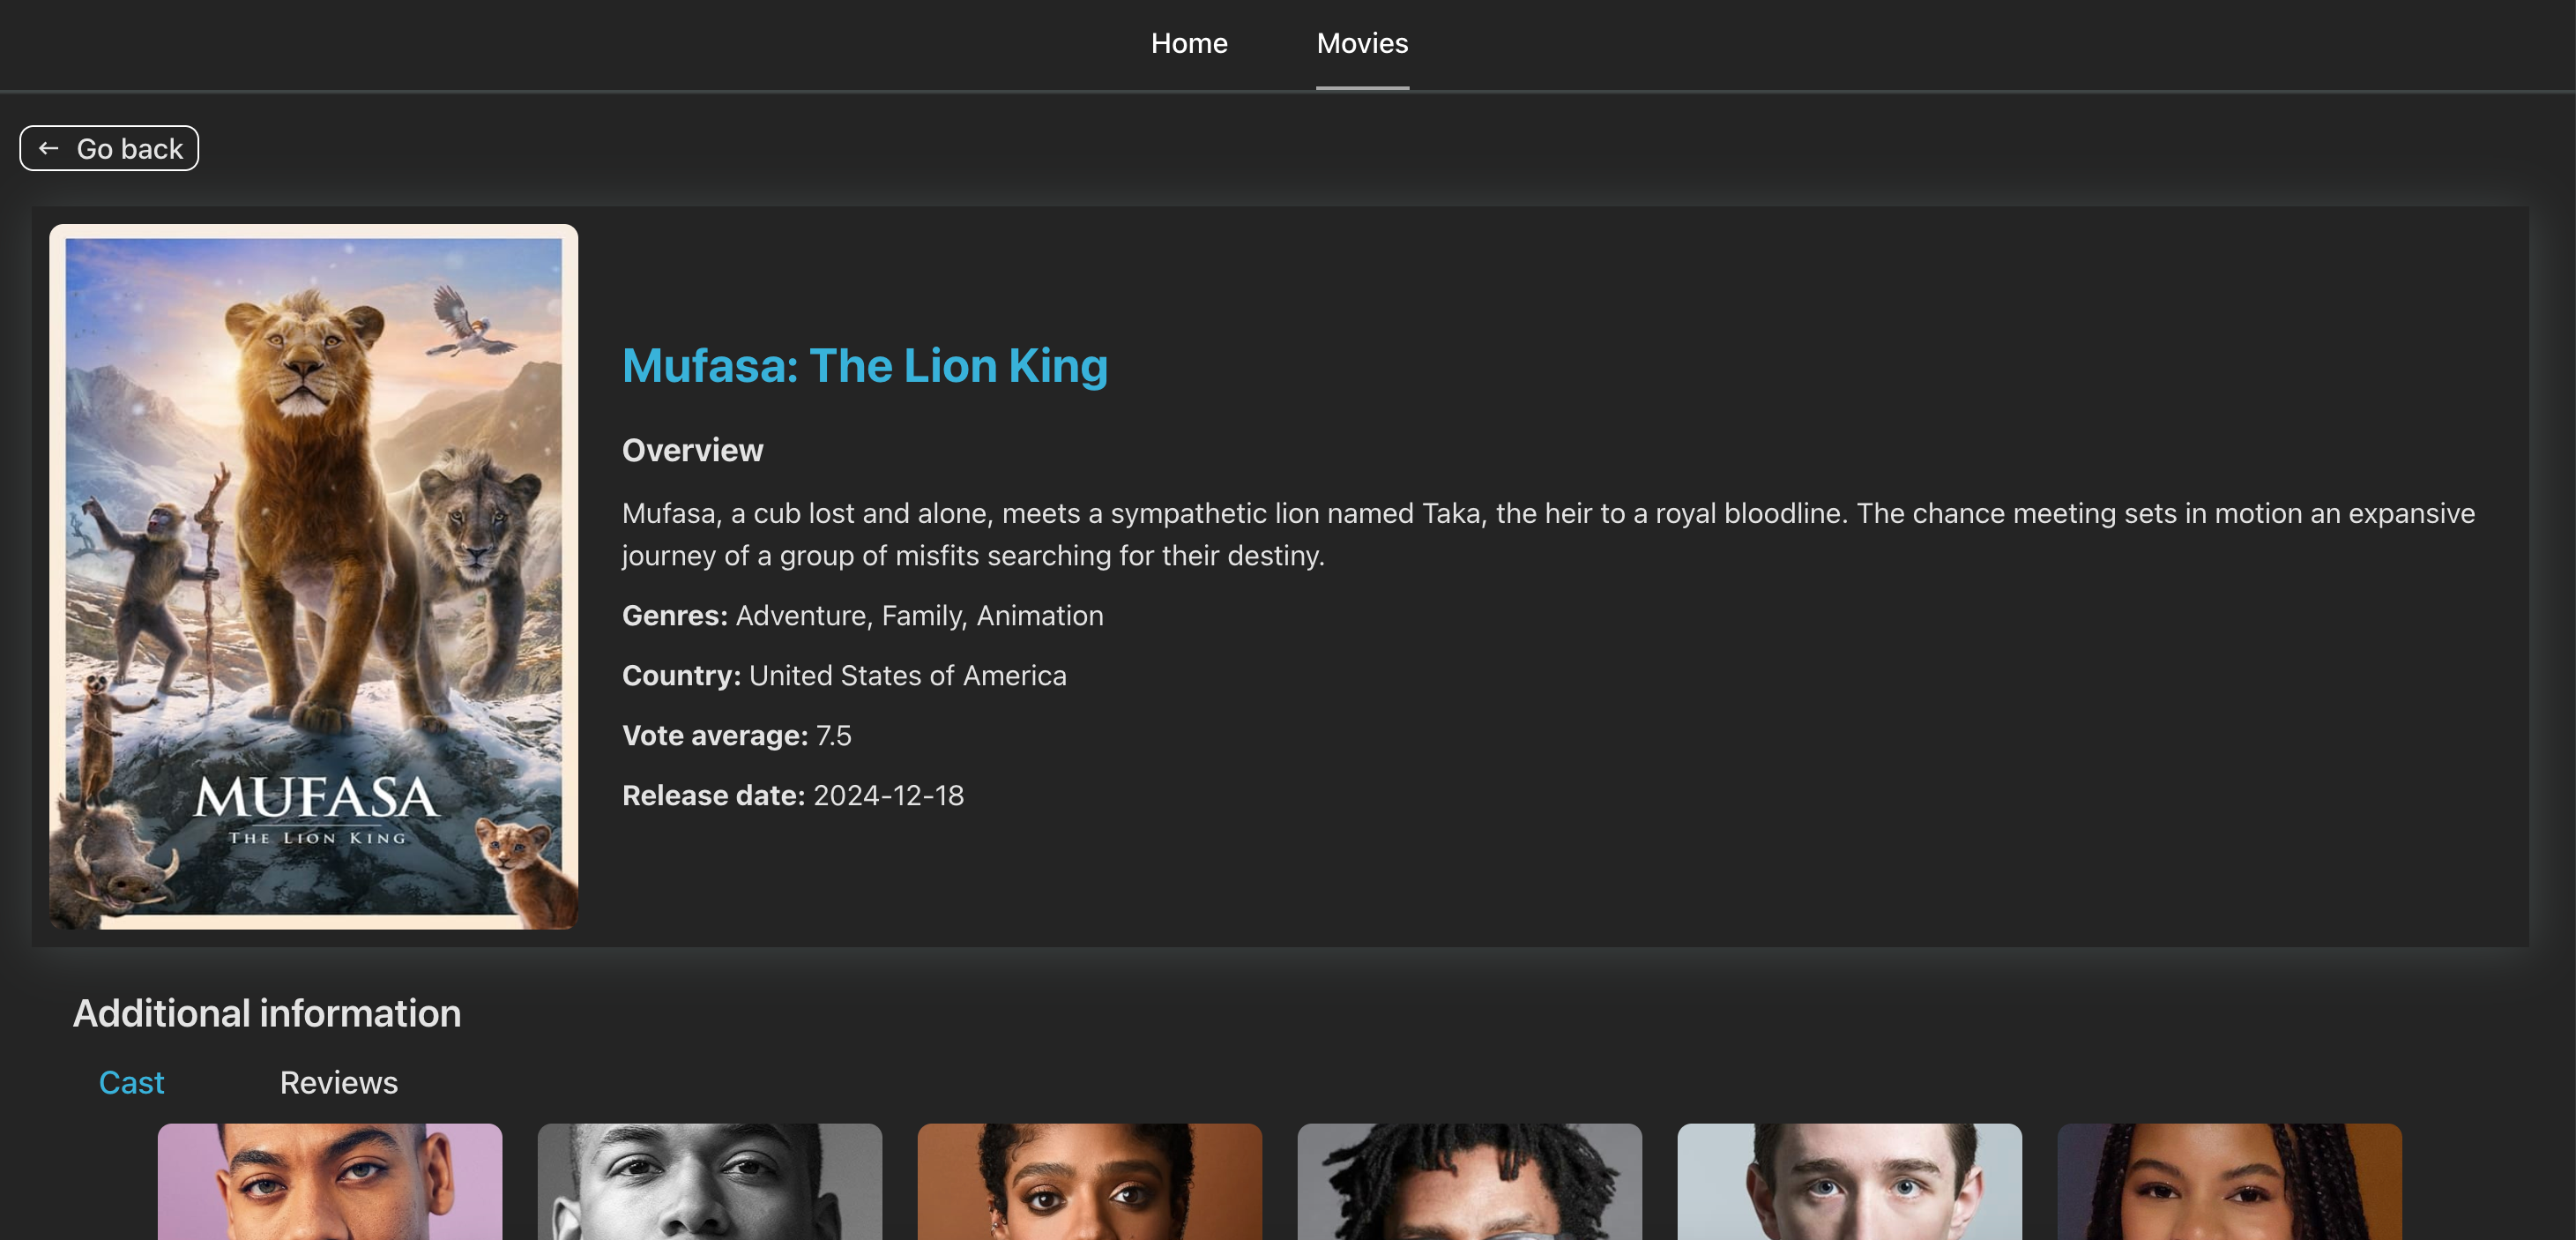 Home
Movies
← Go back
Mufasa: The Lion King
Overview
Mufasa, a cub lost and alone, meets a sympathetic lion named Taka, the heir to a royal bloodline. The chance meeting sets in motion an expansive
journey of a group of misfits searching for their destiny.
Genres: Adventure, Family, Animation
Country: United States of America
Vote average: 7.5
Release date: 2024-12-18
MUFASA
THE LION KING
Additional information
Cast
Reviews